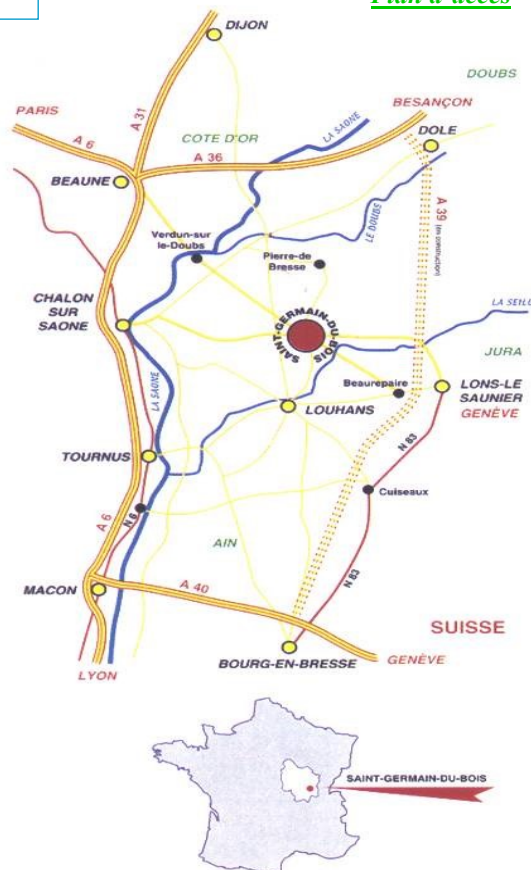 Plan d'accès
DIJON
DOUBS
PARIS
BESANÇON
A 6
A 31
COTE D'OR
LA SAONE
DOLE
A 36
BEAUNE
LE DOUBS
A 39 (en construction)
Verdun-sur
le-Doubs
Pierre-de
Bresse
CHALON
SUR
SAONE
SAINT-GERMAIN-DU-BOIS
LA SEILLE
JURA
LA SAONE
Beaurepaire
LONS-LE
SAUNIER
GENÈVE
LOUHANS
N 83
TOURNUS
Cuiseaux
A 6
N 6
AIN
N 83
A 40
MACON
SUISSE
BOURG-EN-BRESSE
GENÈVE
LYON
SAINT-GERMAIN-DU-BOIS